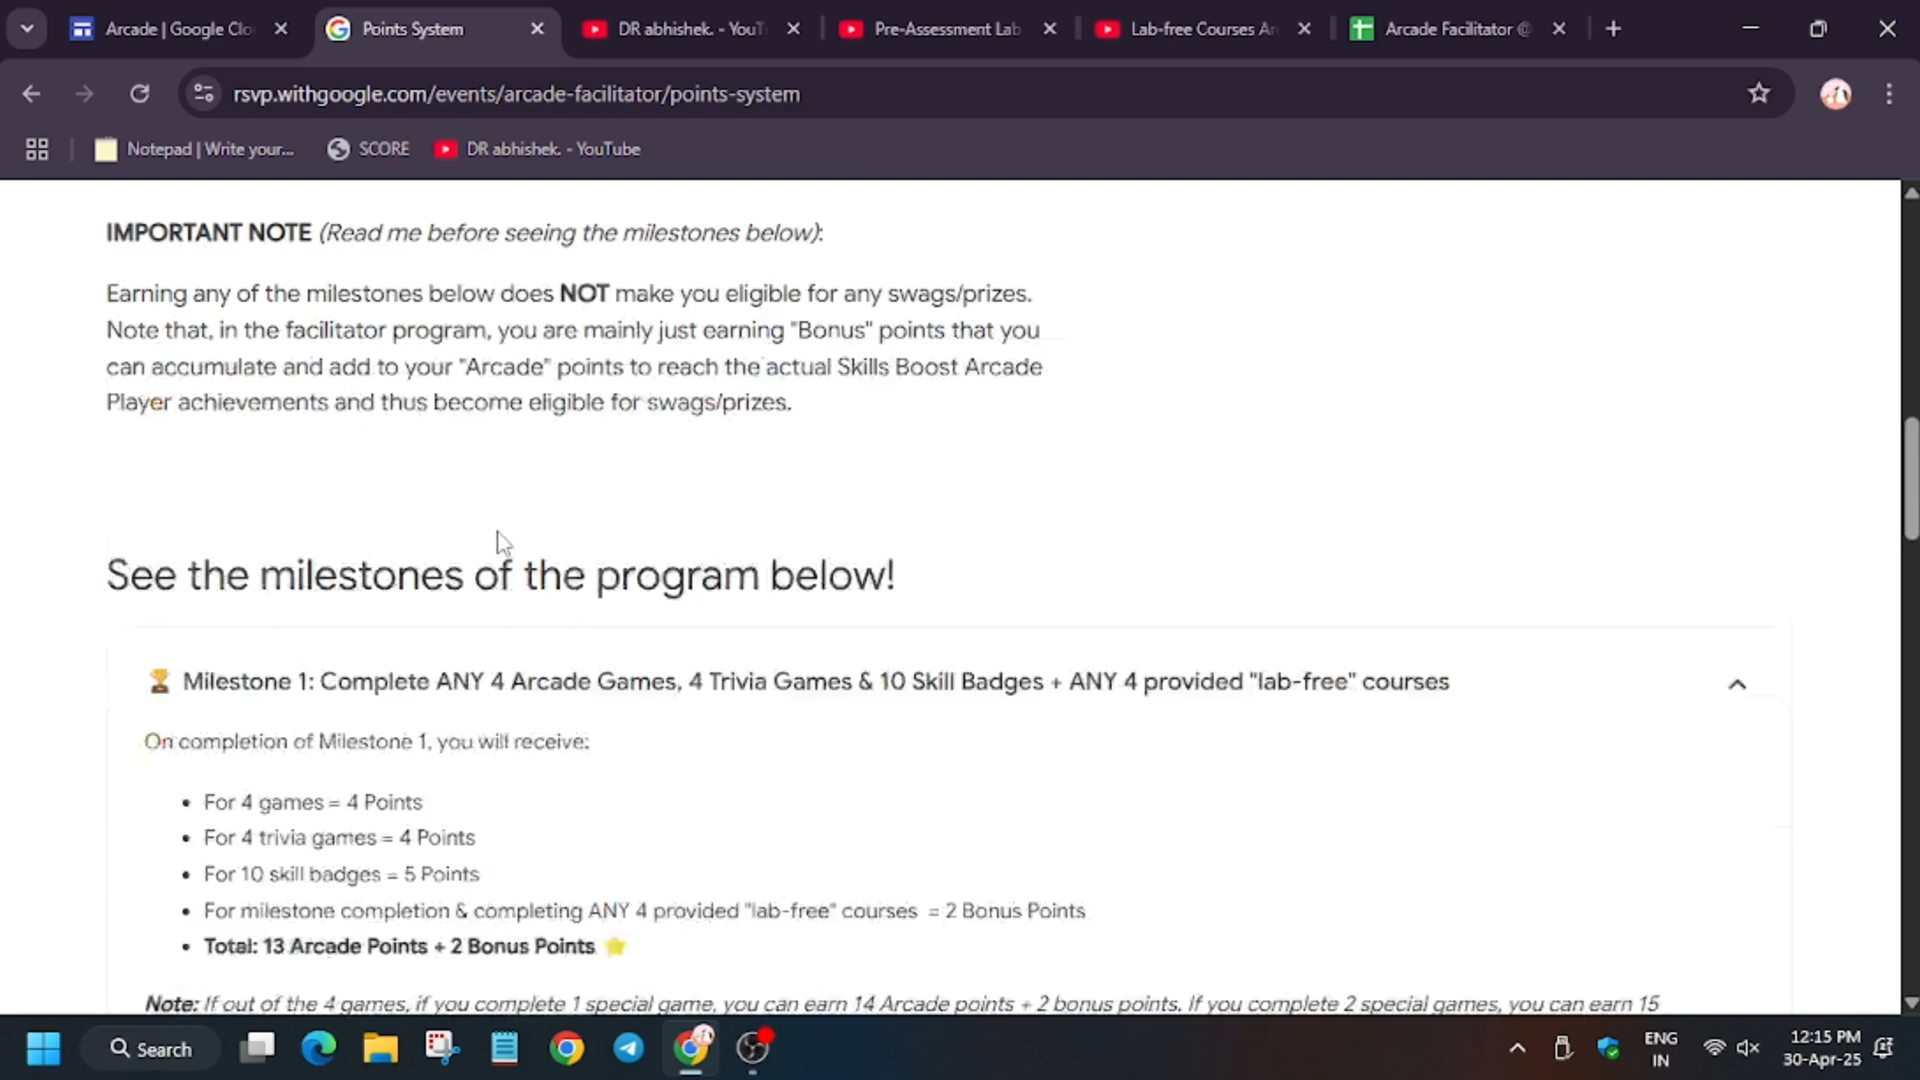 Arcade | Google Clo
Points System
DR abhishek. - YouT
Pre-Assessment Lab
Lab-free Courses Ar
Arcade Facilitator @
rsvp.withgoogle.com/events/arcade-facilitator/points-system
Notepad | Write your...
SCORE
DR abhishek. - YouTube
IMPORTANT NOTE (Read me before seeing the milestones below):
Earning any of the milestones below does NOT make you eligible for any swags/prizes.
Note that, in the facilitator program, you are mainly just earning "Bonus" points that you
can accumulate and add to your "Arcade" points to reach the actual Skills Boost Arcade
Player achievements and thus become eligible for swags/prizes.
See the milestones of the program below!
🏆 Milestone 1: Complete ANY 4 Arcade Games, 4 Trivia Games & 10 Skill Badges + ANY 4 provided "lab-free" courses
On completion of Milestone 1, you will receive:
• For 4 games = 4 Points
• For 4 trivia games = 4 Points
• For 10 skill badges = 5 Points
• For milestone completion & completing ANY 4 provided "lab-free" courses = 2 Bonus Points
• Total: 13 Arcade Points + 2 Bonus Points ⭐
Note: If out of the 4 games, if you complete 1 special game, you can earn 14 Arcade points + 2 bonus points. If you complete 2 special games, you can earn 15
Search
ENG
IN
12:15 PM
30-Apr-25